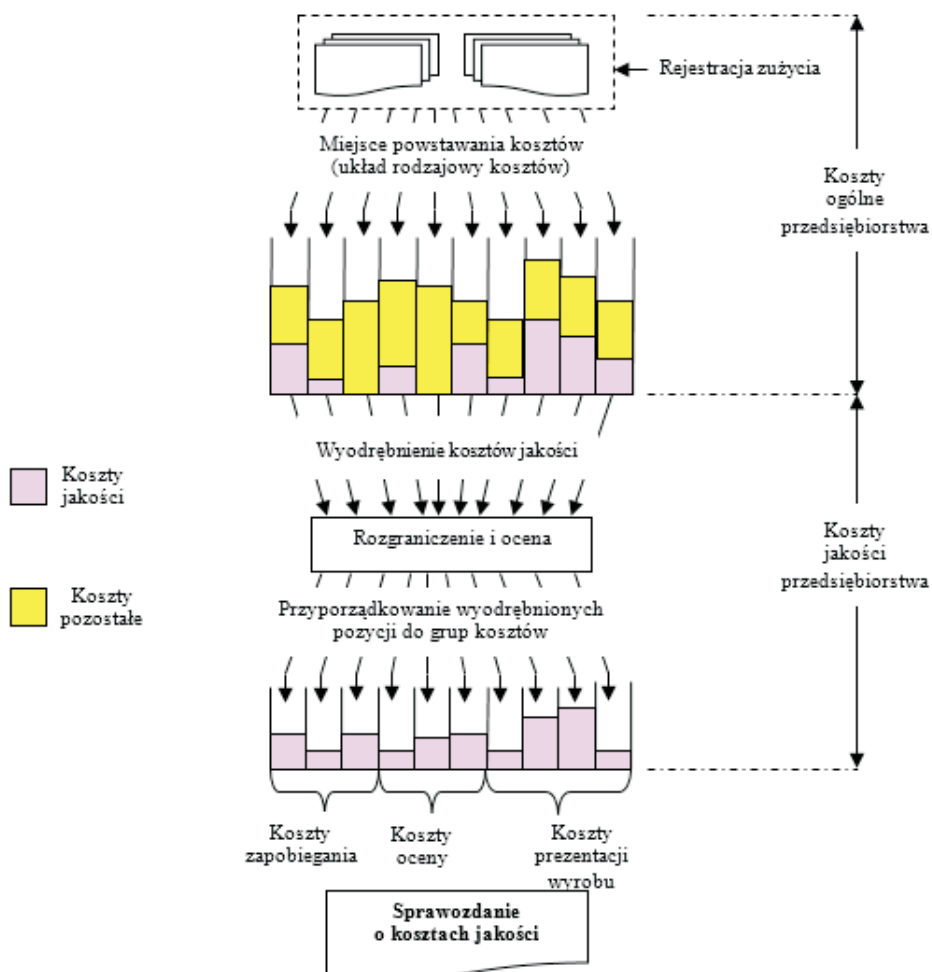 Rejestracja zużycia
Miejsce powstawania kosztów
(układ rodzajowy kosztów)
Koszty
ogólne
przedsiębiorstwa
Wyodrębnienie kosztów jakości
Koszty
jakości
Rozgraniczenie i ocena
Koszty
jakości
przedsiębiorstwa
Koszty
pozostałe
Przyporządkowanie wyodrębnionych
pozycji do grup kosztów
Koszty
zapobiegania
Koszty
oceny
Koszty
prezentacji
wyrobu
Sprawozdanie
o kosztach jakości